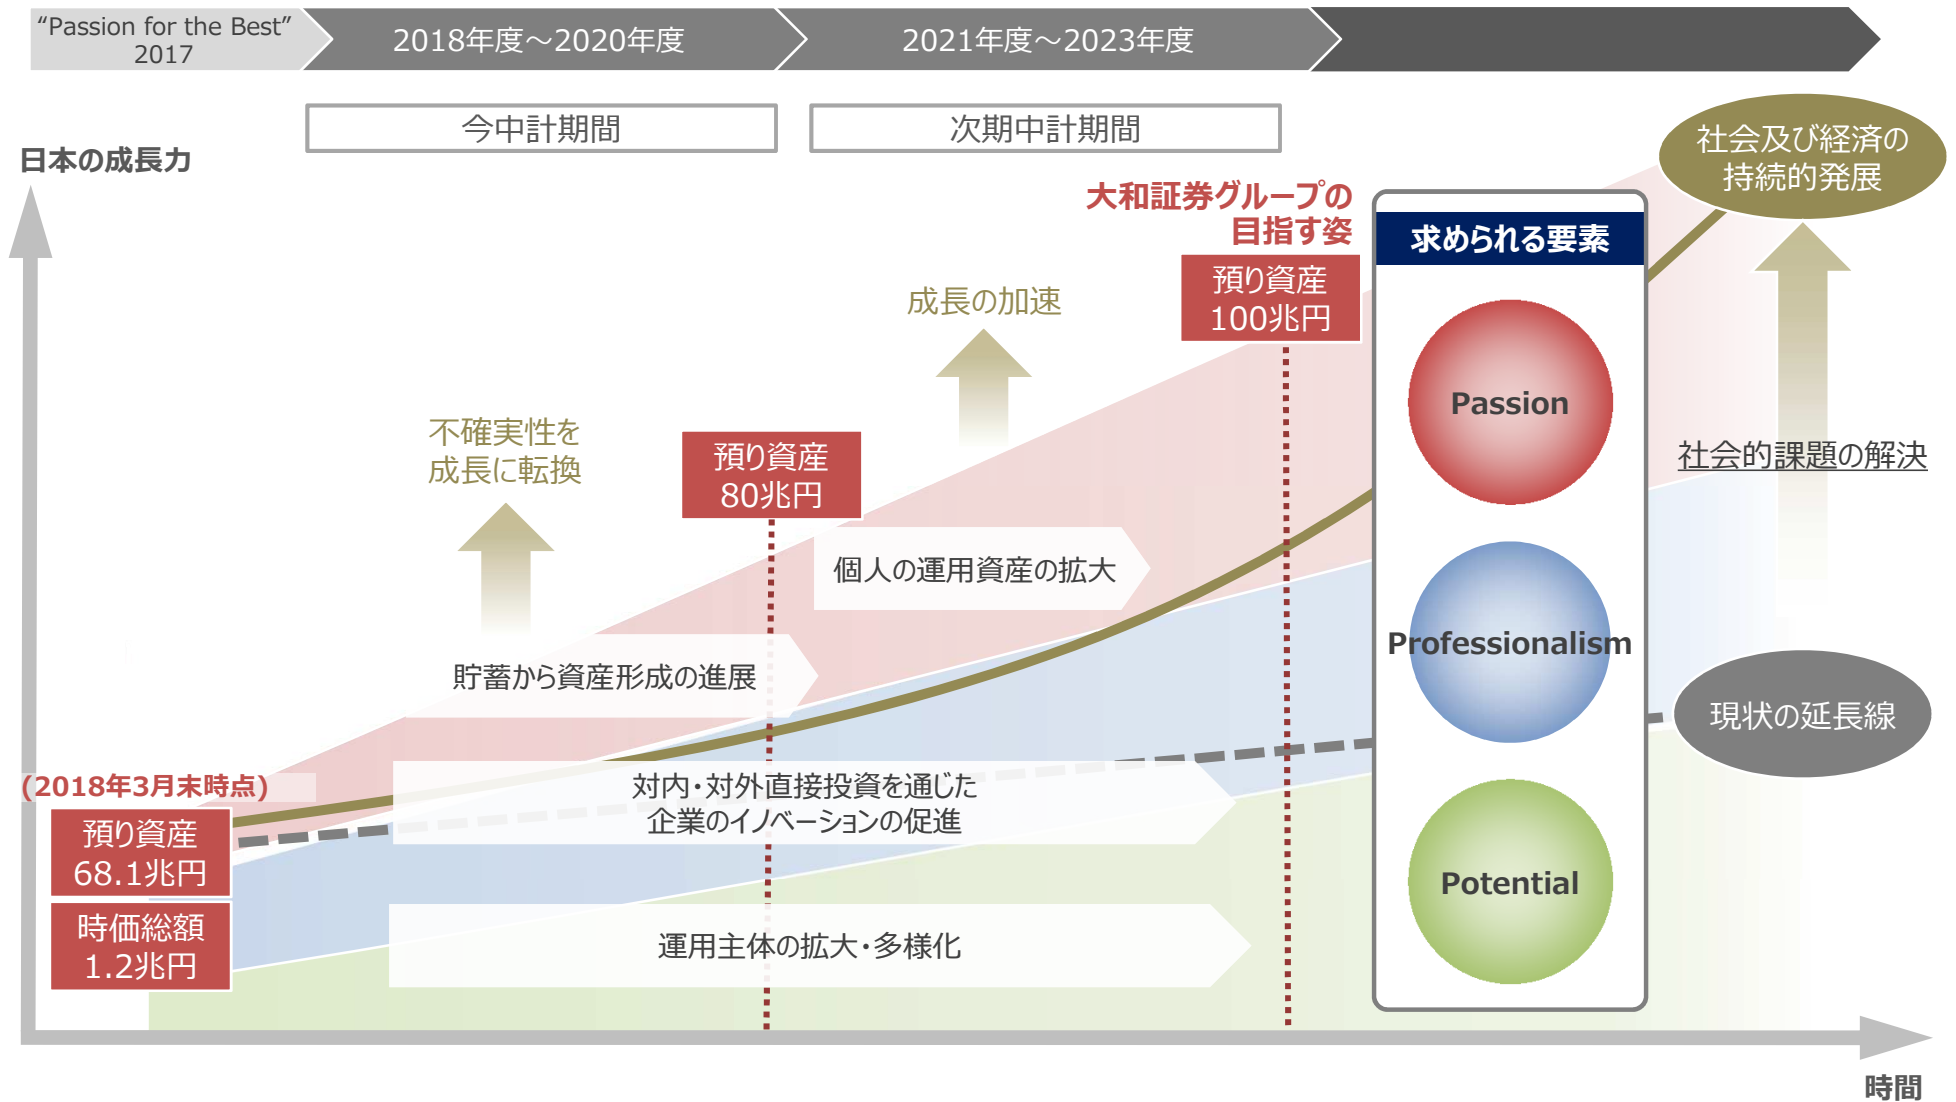 “Passion for the Best”
2017
2018年度～2020年度
2021年度～2023年度
今中計期間
次期中計期間
日本の成長力
社会及び経済の
持続的発展
大和証券グループの
目指す姿
求められる要素
預り資産
100兆円
成長の加速
Passion
不確実性を
成長に転換
預り資産
80兆円
社会的課題の解決
個人の運用資産の拡大
Professionalism
貯蓄から資産形成の進展
現状の延長線
(2018年3月末時点)
対内・対外直接投資を通じた
企業のイノベーションの促進
預り資産
68.1兆円
Potential
時価総額
1.2兆円
運用主体の拡大・多様化
時間